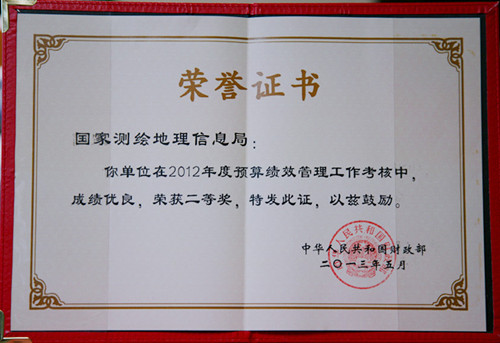 荣誉证书
国家测绘地理信息局：
你单位在2012年度预算绩效管理工作考核中，
成绩优良，荣获二等奖，特发此证，以兹鼓励。
中华人民共和国财政部
二〇一三年五月